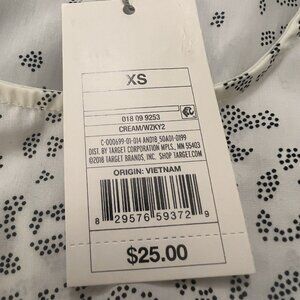 XS
018 09 9253
CREAM/WZKY2
C-000699-01-014 AND18 50A01-0199
DIST. BY TARGET CORPORATION MPLS, MN 55403
©2018 TARGET BRANDS, INC. SHOP TARGET.COM
ORIGIN: VIETNAM
8 29576 59372 9
$25.00